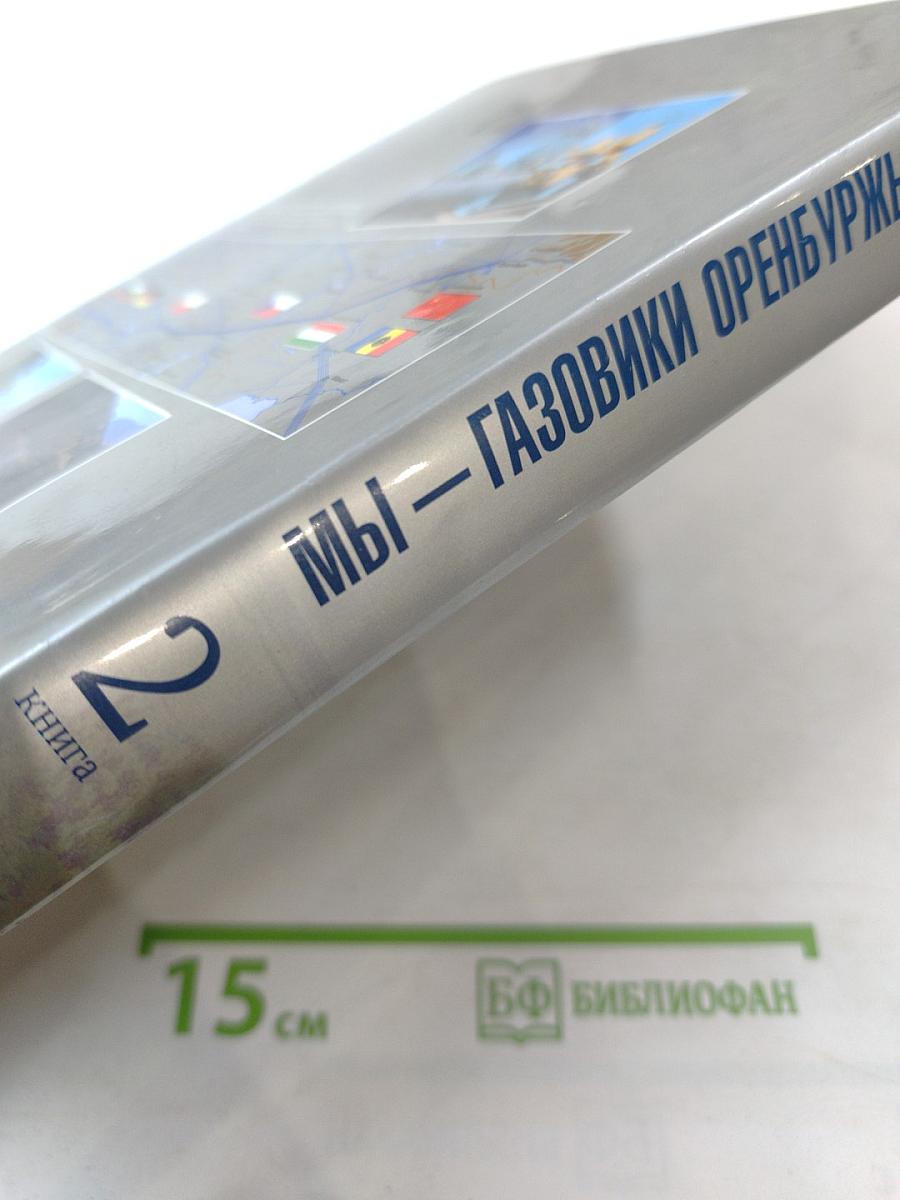 МЫ — ГАЗОВИКИ ОРЕНБУРЖЬ
2
книга
15 см
БФ БИБЛИОФАН